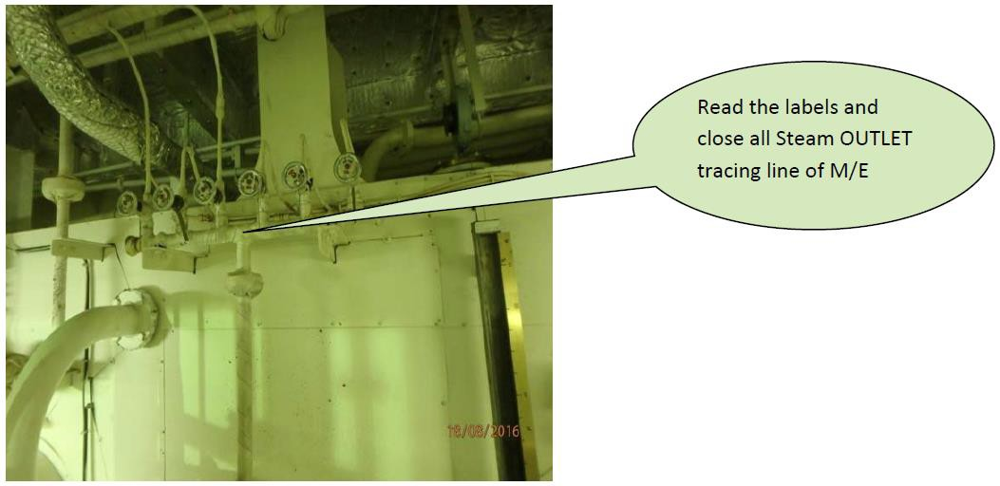 Read the labels and
close all Steam OUTLET
tracing line of M/E
18/08/2016